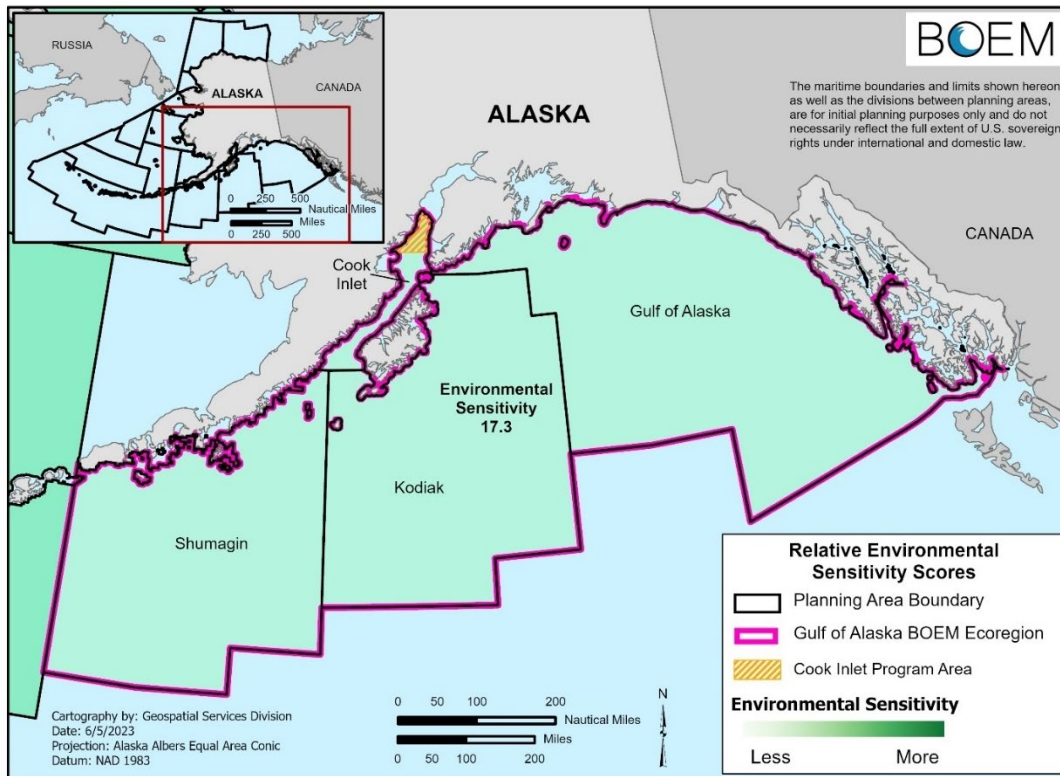 RUSSIA
ALASKA
CANADA
0 250 500
Nautical Miles
Miles
0 250 500
BOEM
The maritime boundaries and limits shown hereon
as well as the divisions between planning areas,
are for initial planning purposes only and do not
necessarily reflect the full extent of U.S. sovereign
rights under international and domestic law.
ALASKA
CANADA
Cook
Inlet
Gulf of Alaska
Environmental
Sensitivity
17.3
Kodiak
Shumagin
Relative Environmental
Sensitivity Scores
Planning Area Boundary
Gulf of Alaska BOEM Ecoregion
Cook Inlet Program Area
Environmental Sensitivity
Less More
Cartography by: Geospatial Services Division
Date: 6/5/2023
Projection: Alaska Albers Equal Area Conic
Datum: NAD 1983
0 50 100 200
Nautical Miles
Miles
0 50 100 200
N